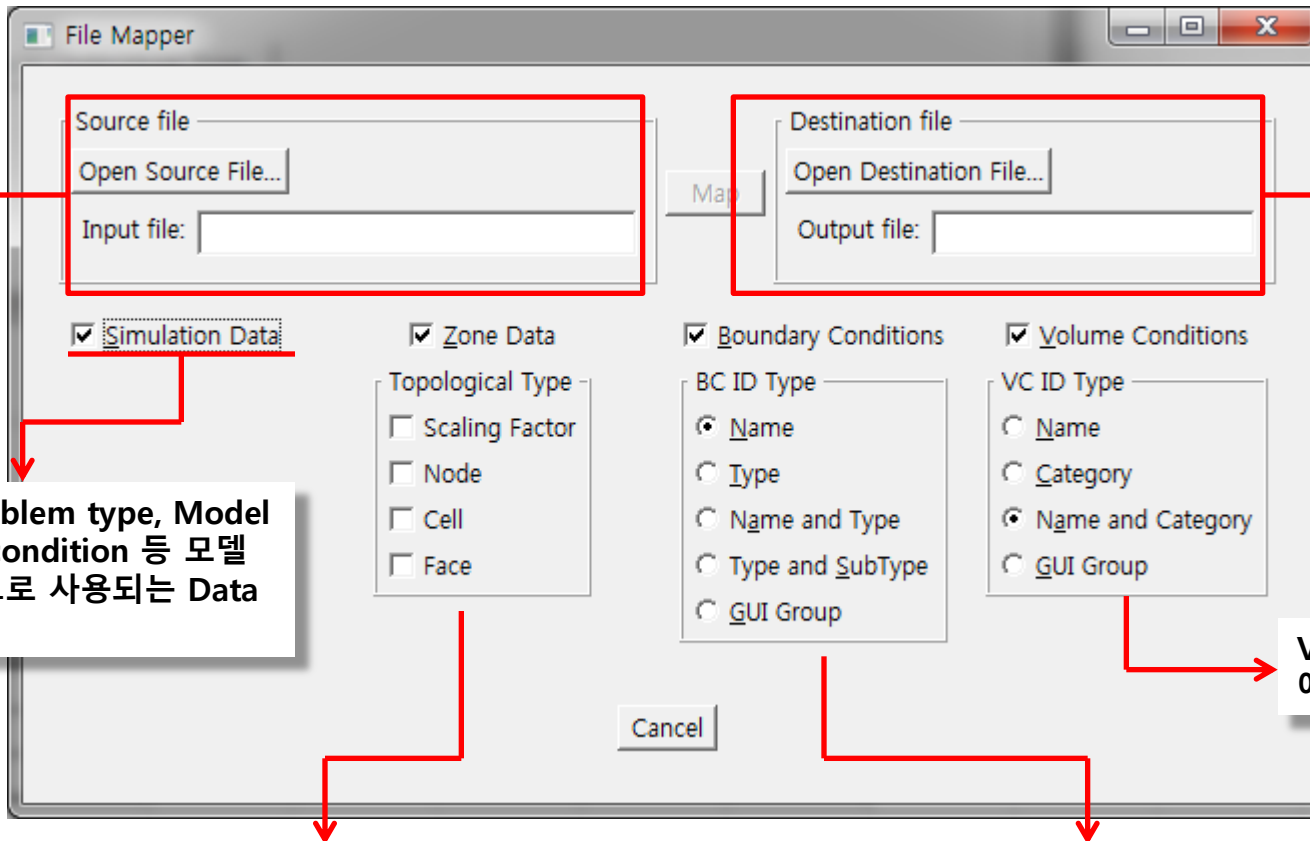 File Mapper
Source file
Open Source File...
Input file:
Map
Destination file
Open Destination File...
Output file:
Simulation Data
Zone Data
Boundary Conditions
Volume Conditions
Topological Type
Scaling Factor
Node
Cell
Face
BC ID Type
Name
Type
Name and Type
Type and SubType
GUI Group
VC ID Type
Name
Category
Name and Category
GUI Group
type, Model
등 모델
사용되는 Data
Cancel